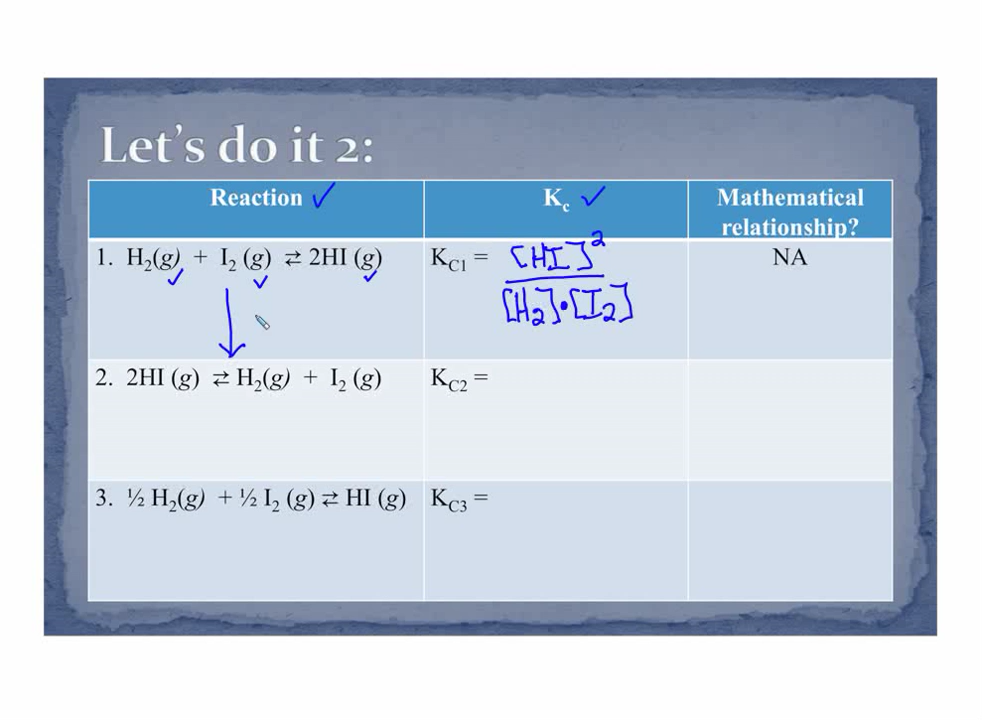 Let's do it 2:
Reaction ✓ K꜀ ✓ Mathematical relationship?
1. H₂(g) + I₂ (g) ⇄ 2HI (g) K_C1 = [HI]² / [H₂]•[I₂] NA
2. 2HI (g) ⇄ H₂(g) + I₂ (g) K_C2 =
3. ½ H₂(g) + ½ I₂ (g) ⇄ HI (g) K_C3 =